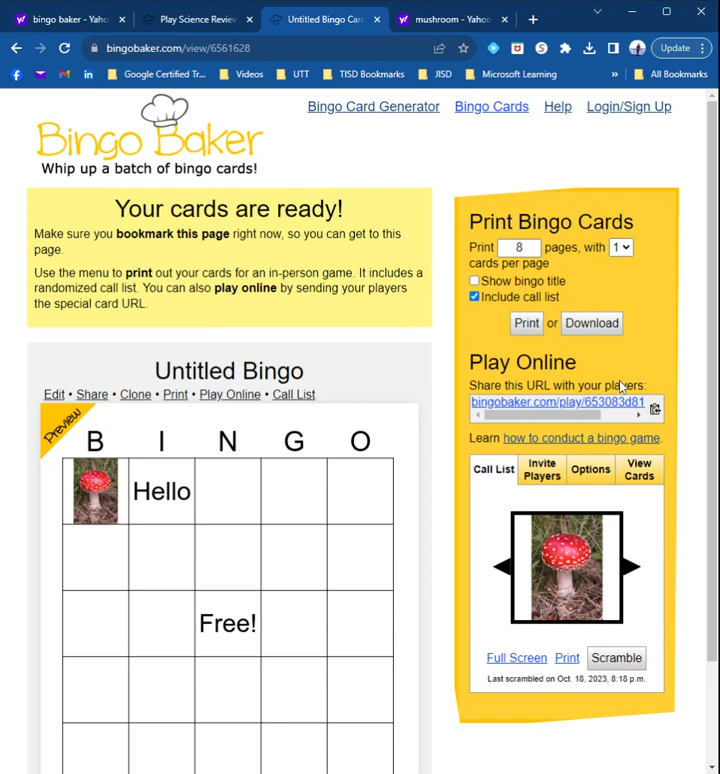 bingo baker - Yaho
Play Science Review
Untitled Bingo Car
mushroom - Yahoo
bingobaker.com/view/6561628
Update
Google Certified Tr...
Videos
UTT
TISD Bookmarks
JISD
Microsoft Learning
»
All Bookmarks
Bingo Baker
Whip up a batch of bingo cards!
Bingo Card Generator
Bingo Cards
Help
Login/Sign Up
Your cards are ready!
Make sure you bookmark this page right now, so you can get to this
page.
Use the menu to print out your cards for an in-person game. It includes a
randomized call list. You can also play online by sending your players
the special card URL.
Untitled Bingo
Edit • Share • Clone • Print • Play Online • Call List
Preview
B I N G O
Hello
Free!
Print Bingo Cards
Print 8 pages, with 1
cards per page
Show bingo title
Include call list
Print or Download
Play Online
Share this URL with your players:
bingobaker.com/play/653083d81
Learn how to conduct a bingo game.
Call List
Invite
Players
Options
View
Cards
Full Screen Print Scramble
Last scrambled on Oct. 18, 2023, 8:18 p.m.